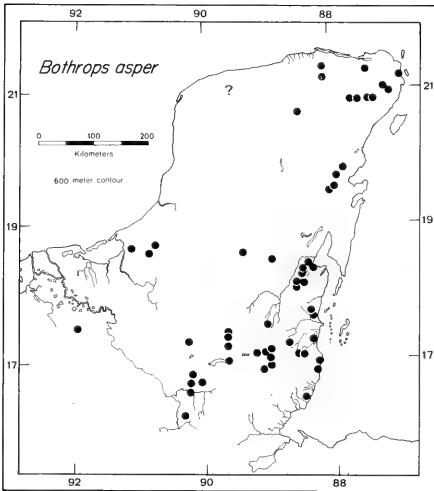 92 90 88
Bothrops asper
?
21 21
0 100 200
Kilometers
600 meter contour
19 19
17 17
92 90 88